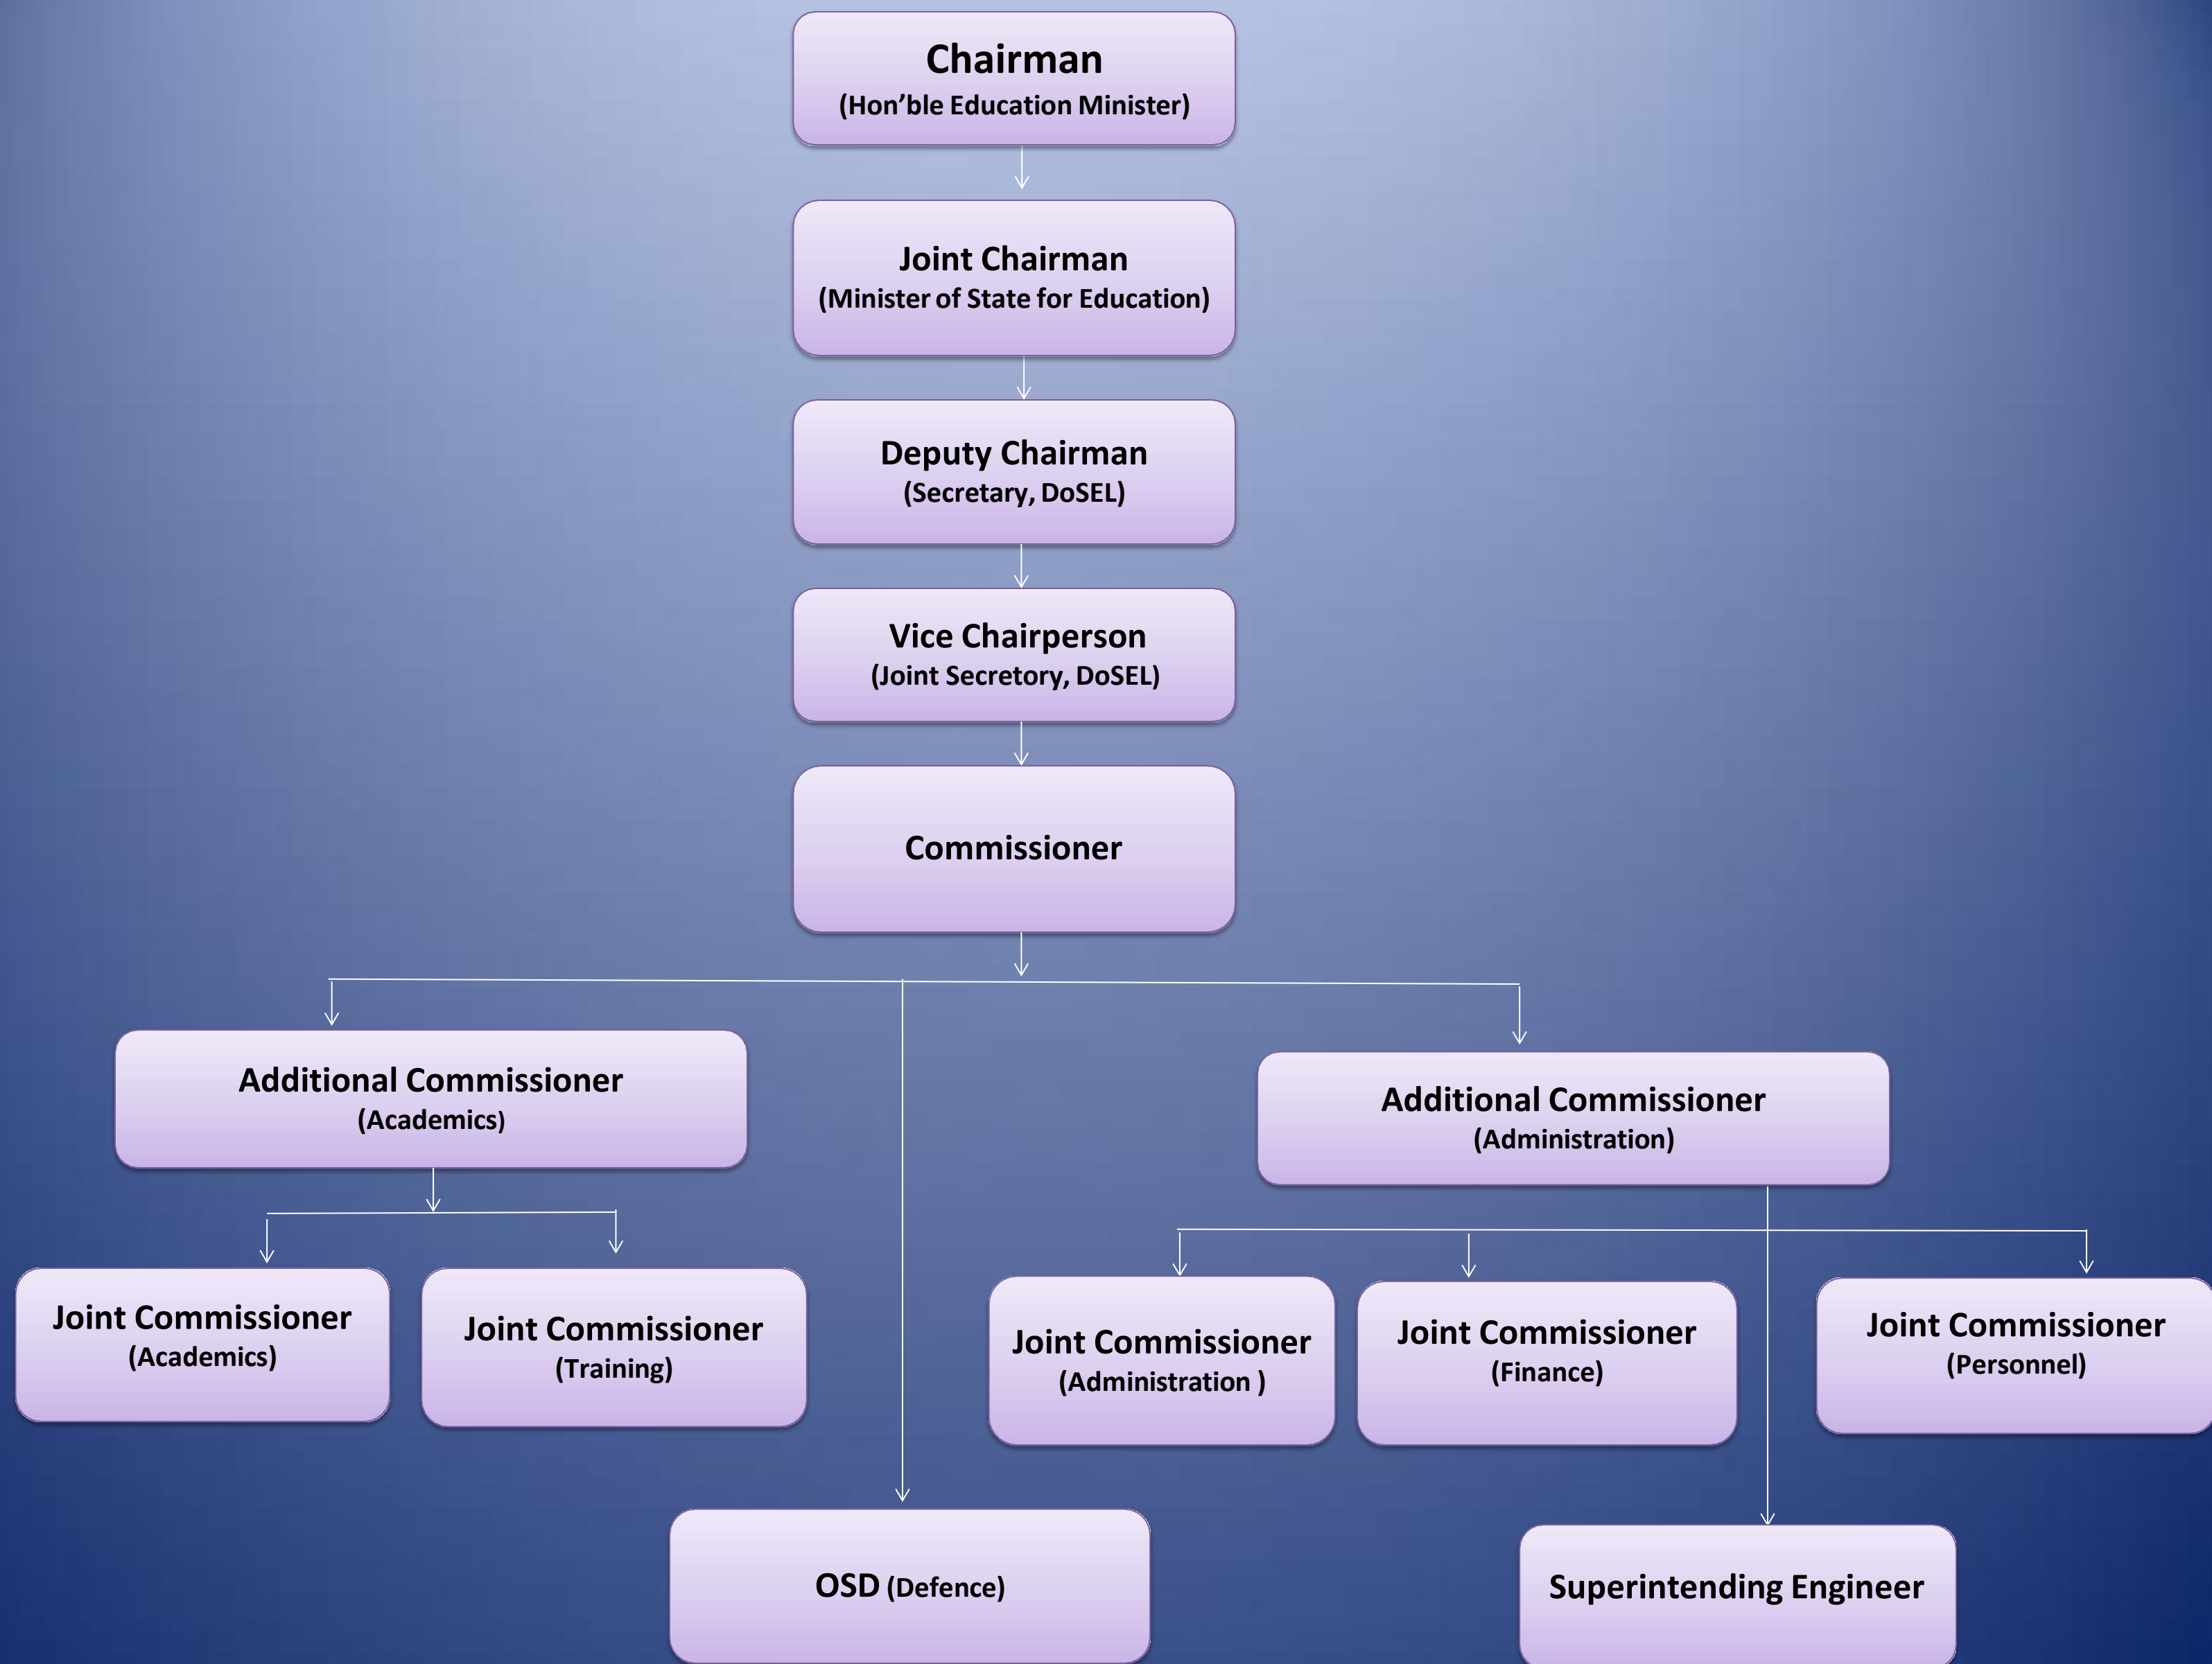 Chairman
(Hon’ble Education Minister)
Joint Chairman
(Minister of State for Education)
Deputy Chairman
(Secretary, DoSEL)
Vice Chairperson
(Joint Secretory, DoSEL)
Commissioner
Additional Commissioner
(Academics)
Additional Commissioner
(Administration)
Joint Commissioner
(Academics)
Joint Commissioner
(Training)
Joint Commissioner
(Administration )
Joint Commissioner
(Finance)
Joint Commissioner
(Personnel)
OSD (Defence)
Superintending Engineer